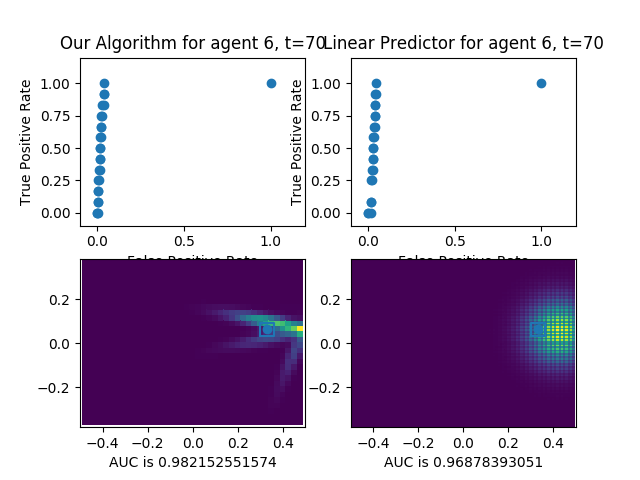 Our Algorithm for agent 6, t=70
Linear Predictor for agent 6, t=70
True Positive Rate
1.00
0.75
0.50
0.25
0.00
0.0 0.5 1.0
False Positive Rate
True Positive Rate
1.00
0.75
0.50
0.25
0.00
0.0 0.5 1.0
False Positive Rate
0.2
0.0
−0.2
−0.4 −0.2 0.0 0.2 0.4
AUC is 0.982152551574
0.2
0.0
−0.2
−0.4 −0.2 0.0 0.2 0.4
AUC is 0.96878393051